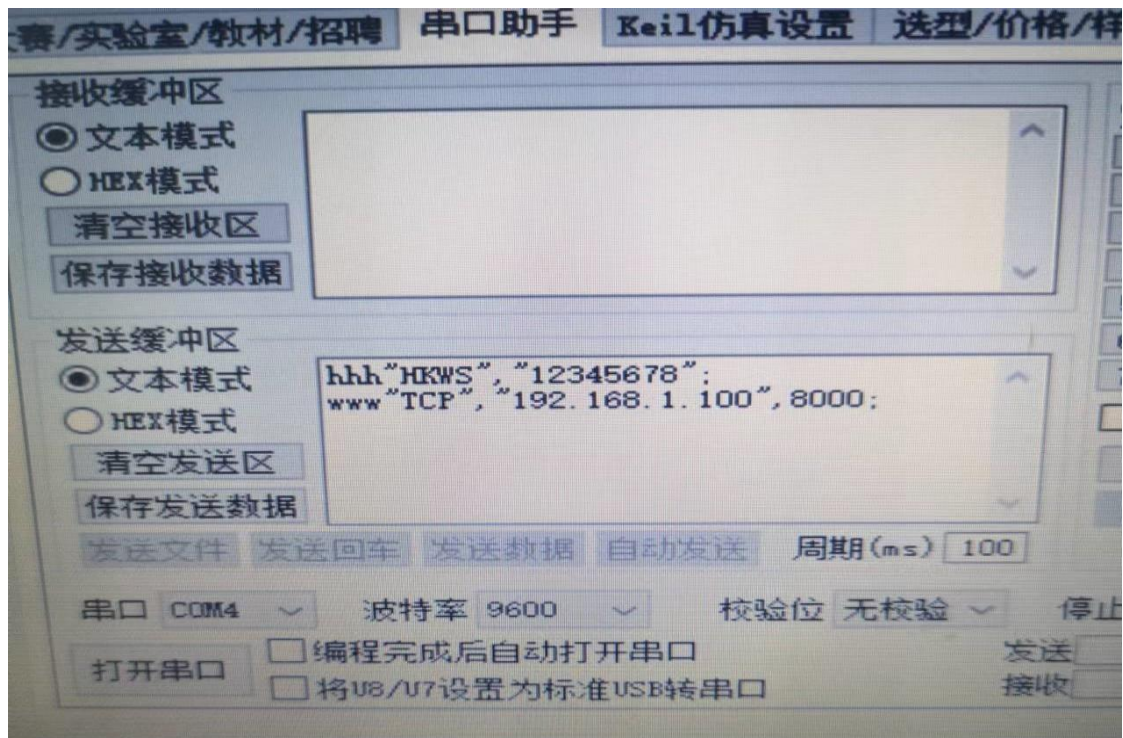 赛/实验室/教材/招聘 串口助手 Keil仿真设置 选型/价格/样
接收缓冲区
文本模式
HEX模式
清空接收区
保存接收数据
发送缓冲区
文本模式
HEX模式
清空发送区
保存发送数据
hhh"HKWS", "12345678";
www"TCP", "192.168.1.100",8000;
发送文件 发送回车 发送数据 自动发送 周期(ms) 100
串口 COM4 波特率 9600 校验位 无校验 停止
打开串口
编程完成后自动打开串口
将U8/U7设置为标准USB转串口
发送
接收